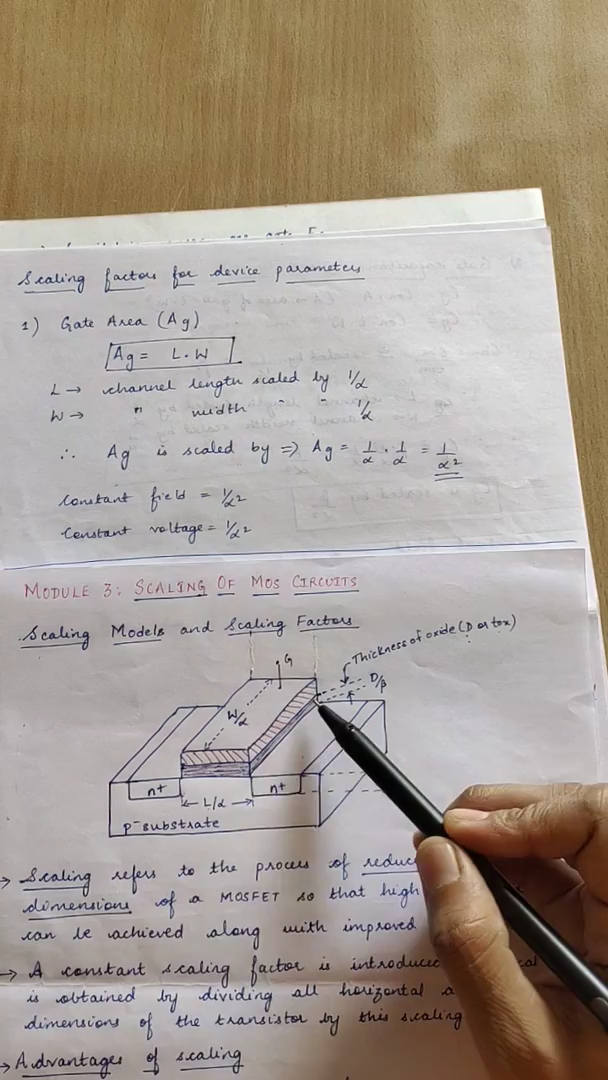 Scaling factors for device parameters
1) Gate Area (Ag)
Ag = L . W
L → channel length scaled by 1/α
W → " width " " 1/α
∴ Ag is scaled by ⇒ Ag = 1/α . 1/α = 1/α²
Constant field = 1/α²
Constant voltage = 1/α²
MODULE 3: SCALING OF MOS CIRCUITS
Scaling Models and Scaling Factors
G
Thickness of oxide (D or tox)
D/β
W/α
n+
L/α
n+
p-substrate
→ Scaling refers to the process of reduc
dimensions of a MOSFET so that high
can be achieved along with improved
→ A constant scaling factor is introduced
is obtained by dividing all horizontal a
dimensions of the transistor by this scaling
→ Advantages of scaling